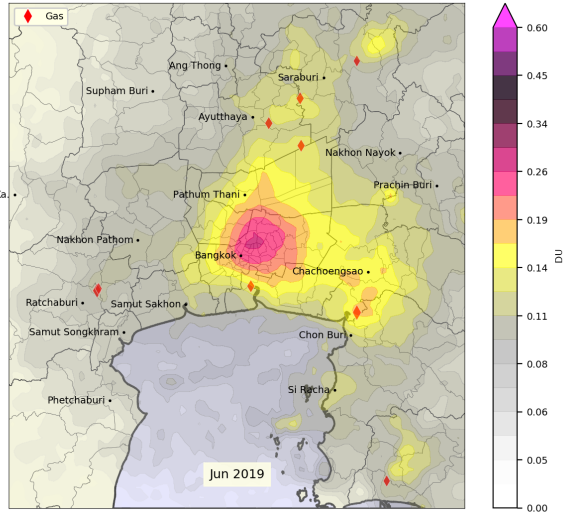 Gas
Ang Thong
Saraburi
Supham Buri
Ayutthaya
Nakhon Nayok
Prachin Buri
a.
Pathum Thani
Nakhon Pathom
Bangkok
Chachoengsao
Ratchaburi
Samut Sakhon
Samut Songkhram
Chon Buri
Si Racha
Phetchaburi
Jun 2019
0.60
0.45
0.34
0.26
0.19
0.14
0.11
0.08
0.06
0.05
0.00
DU